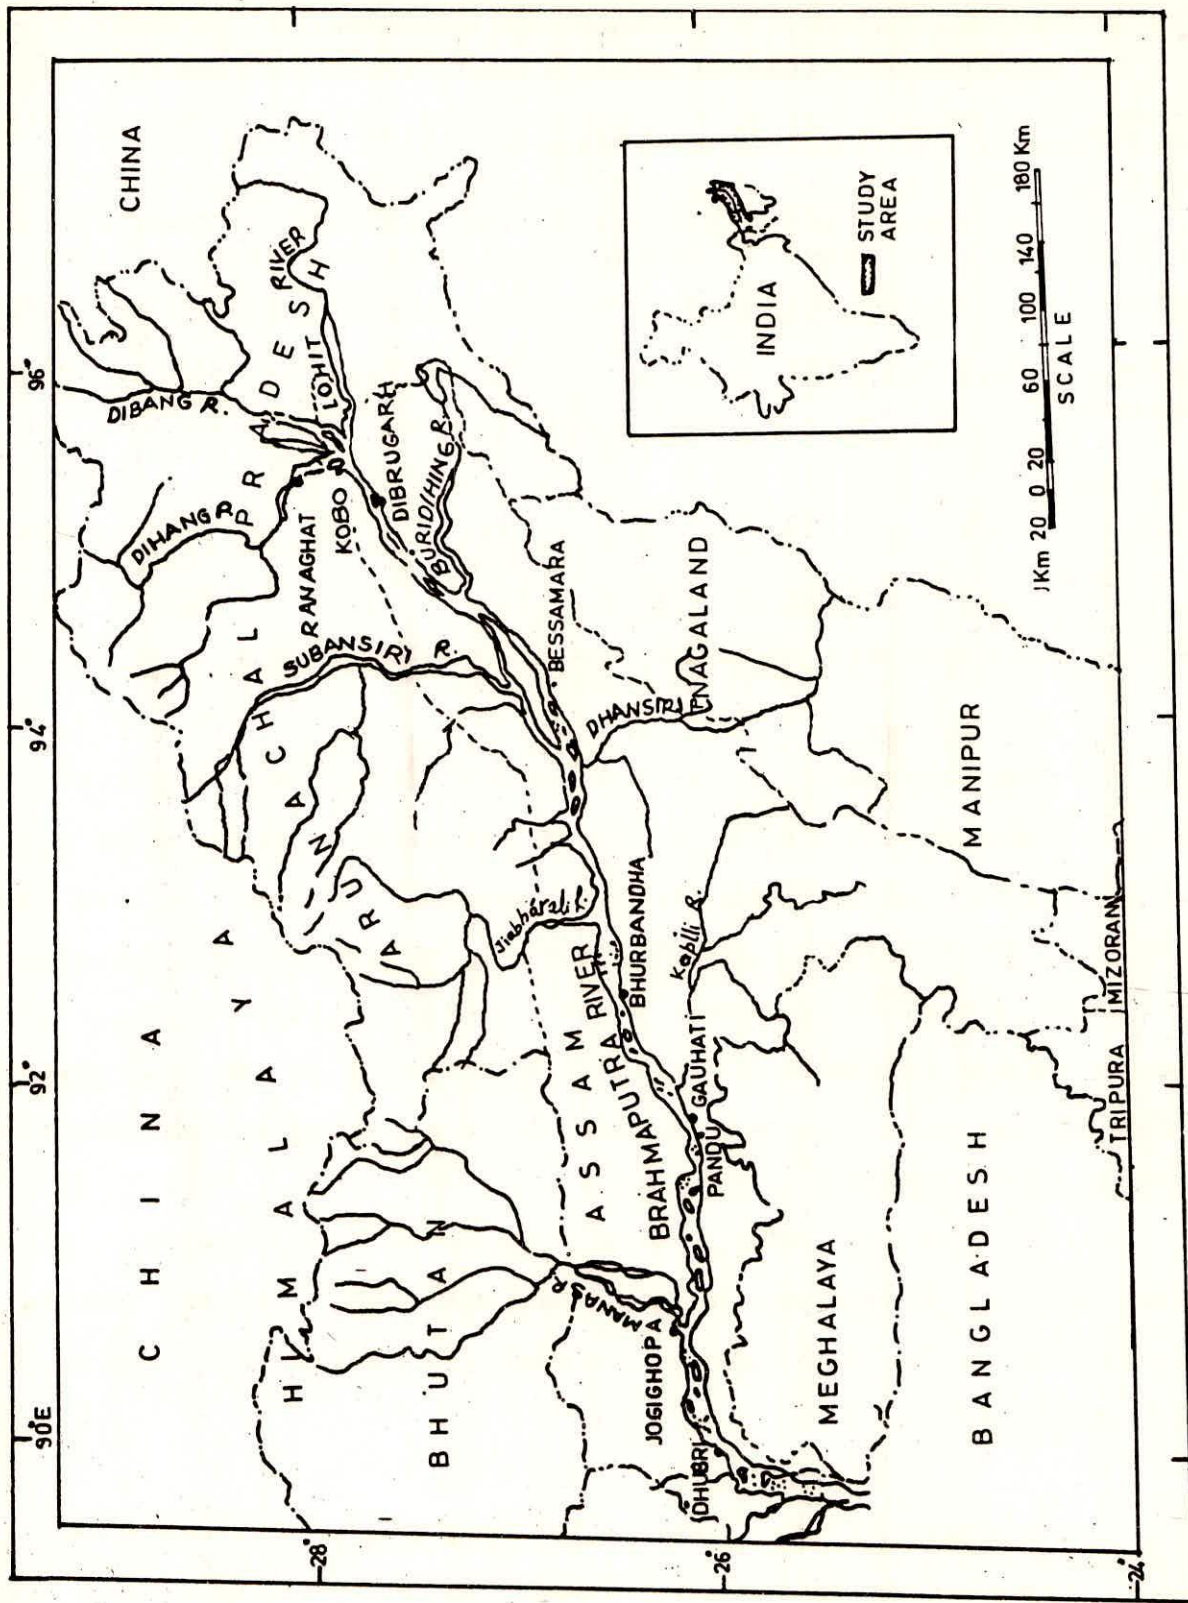 90°E
92°
94°
96°
28°
26°
24°
CHINA
CHINA
HIMALAYA
BHUTAN
ARUNACHAL PRADESH
DIHANG R.
DIBANG R.
LOHIT RIVER
SUBANSIRI R.
RANAGHAT
KOBO
DIBRUGARH
BURIDIHING R.
BESSAMARA
Jiabharali R.
ASSAM
BRAHMAPUTRA RIVER
MANAS R.
JOGIGHOPA
DHUBRI
PANDU
GAUHATI
BHURBANDHA
Kopili R.
DHANSIRI R.
NAGALAND
MEGHALAYA
MANIPUR
BANGLADESH
TRIPURA
MIZORAM
INDIA
STUDY
AREA
Km 20 0 20 60 100 140 180 Km
SCALE